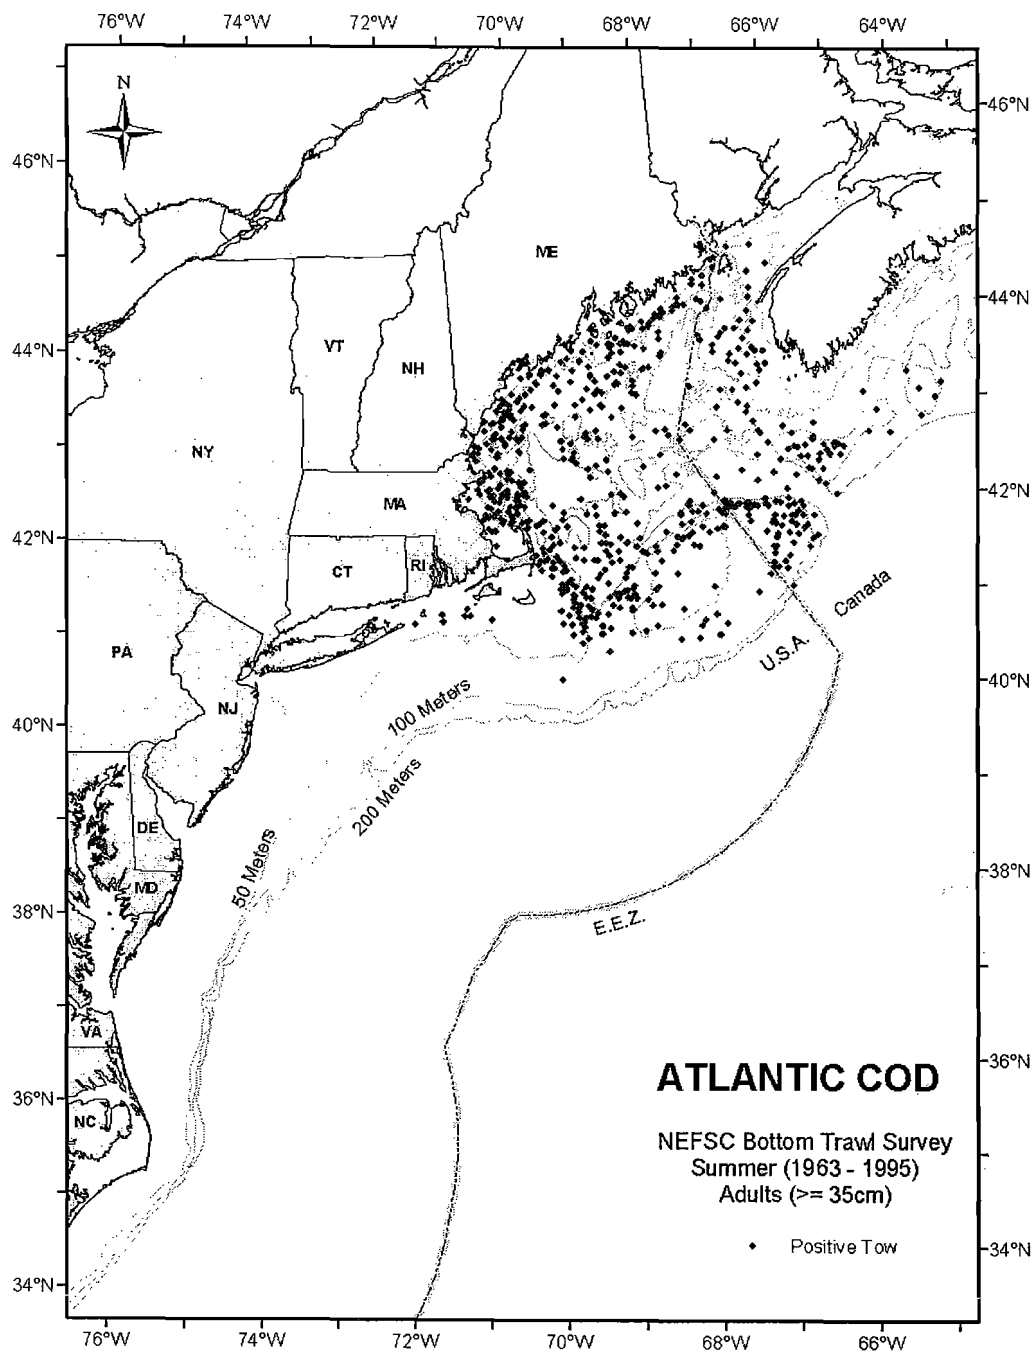 76°W 74°W 72°W 70°W 68°W 66°W 64°W
N
46°N
46°N
ME
44°N
44°N
VT
NH
NY
42°N
MA
42°N
CT
RI
Canada
U.S.A.
PA
40°N
NJ
100 Meters
40°N
200 Meters
DE
50 Meters
38°N
MD
38°N
E.E.Z.
VA
36°N
ATLANTIC COD
36°N
NC
NEFSC Bottom Trawl Survey
Summer (1963 - 1995)
Adults (>= 35cm)
Positive Tow
34°N
34°N
76°W 74°W 72°W 70°W 68°W 66°W